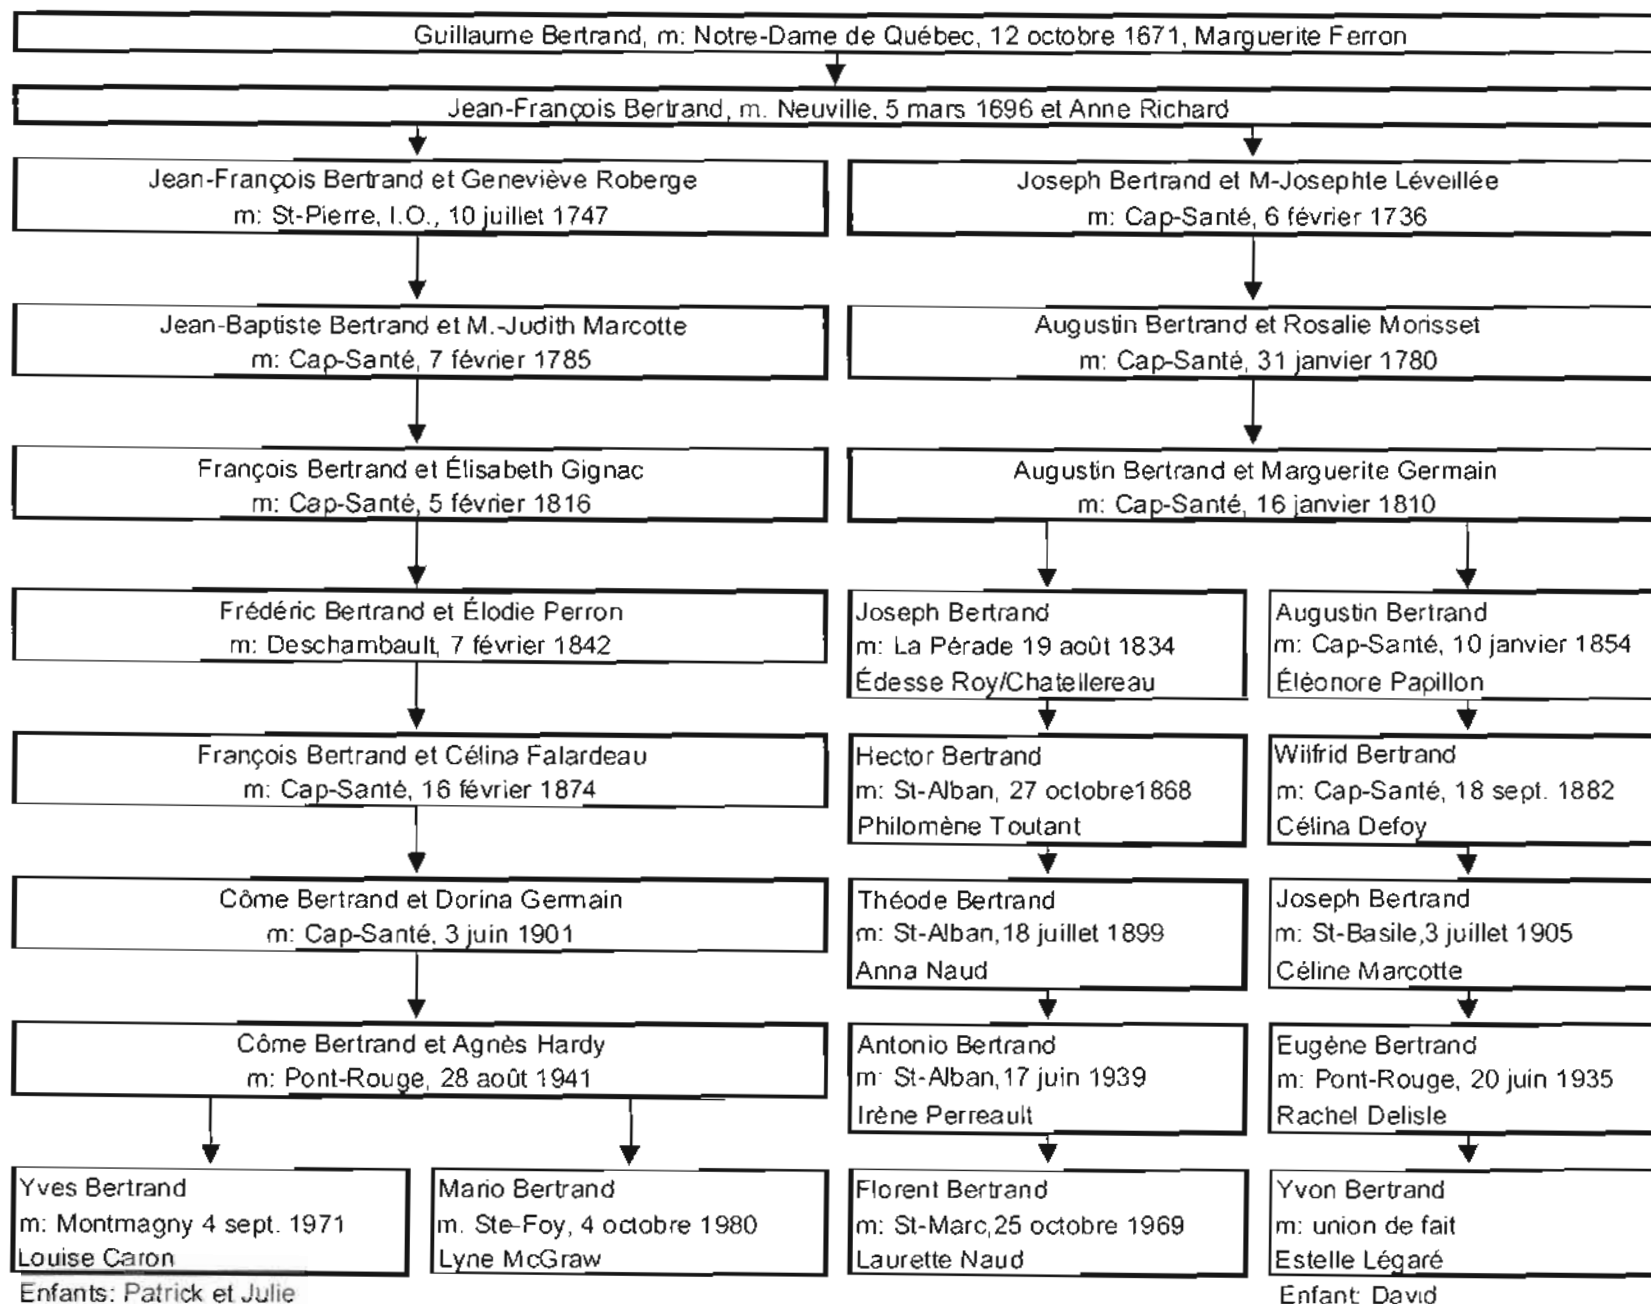 Guillaume Bertrand, m: Notre-Dame de Québec, 12 octobre 1671, Marguerite Ferron
Jean-François Bertrand, m. Neuville, 5 mars 1696 et Anne Richard
Jean-François Bertrand et Geneviève Roberge
m: St-Pierre, I.O., 10 juillet 1747
Joseph Bertrand et M-Josephte Léveillée
m: Cap-Santé, 6 février 1736
Jean-Baptiste Bertrand et M.-Judith Marcotte
m: Cap-Santé, 7 février 1785
Augustin Bertrand et Rosalie Morisset
m: Cap-Santé, 31 janvier 1780
François Bertrand et Élisabeth Gignac
m: Cap-Santé, 5 février 1816
Augustin Bertrand et Marguerite Germain
m: Cap-Santé, 16 janvier 1810
Frédéric Bertrand et Élodie Perron
m: Deschambault, 7 février 1842
Joseph Bertrand
m: La Pérade 19 août 1834
Édesse Roy/Chatellereau
Augustin Bertrand
m: Cap-Santé, 10 janvier 1854
Éléonore Papillon
François Bertrand et Célina Falardeau
m: Cap-Santé, 16 février 1874
Hector Bertrand
m: St-Alban, 27 octobre1868
Philomène Toutant
Wilfrid Bertrand
m: Cap-Santé, 18 sept. 1882
Célina Defoy
Côme Bertrand et Dorina Germain
m: Cap-Santé, 3 juin 1901
Théode Bertrand
m: St-Alban,18 juillet 1899
Anna Naud
Joseph Bertrand
m: St-Basile,3 juillet 1905
Céline Marcotte
Côme Bertrand et Agnès Hardy
m: Pont-Rouge, 28 août 1941
Antonio Bertrand
m: St-Alban,17 juin 1939
Irène Perreault
Eugène Bertrand
m: Pont-Rouge, 20 juin 1935
Rachel Delisle
Yves Bertrand
m: Montmagny 4 sept. 1971
Louise Caron
Enfants: Patrick et Julie
Mario Bertrand
m. Ste-Foy, 4 octobre 1980
Lyne McGraw
Florent Bertrand
m: St-Marc,25 octobre 1969
Laurette Naud
Yvon Bertrand
m: union de fait
Estelle Légaré
Enfant: David